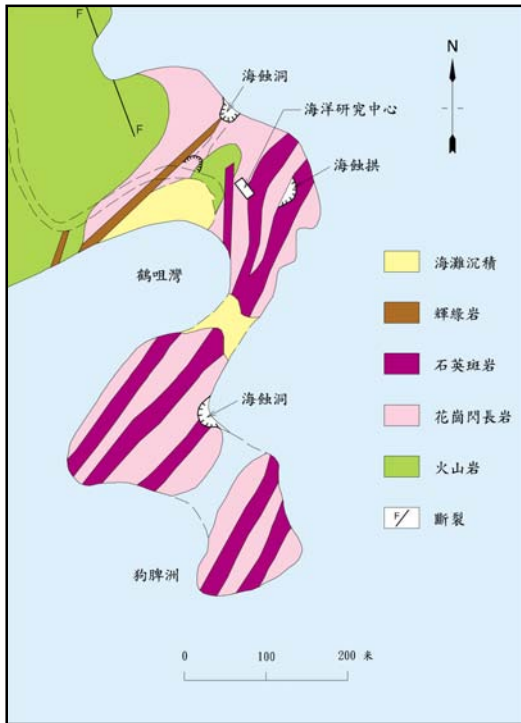 F
F
N
海蝕洞
海洋研究中心
海蝕拱
鶴咀灣
海灘沉積
輝綠岩
石英斑岩
海蝕洞
花崗閃長岩
火山岩
F
斷裂
狗髀洲
0 100 200 米